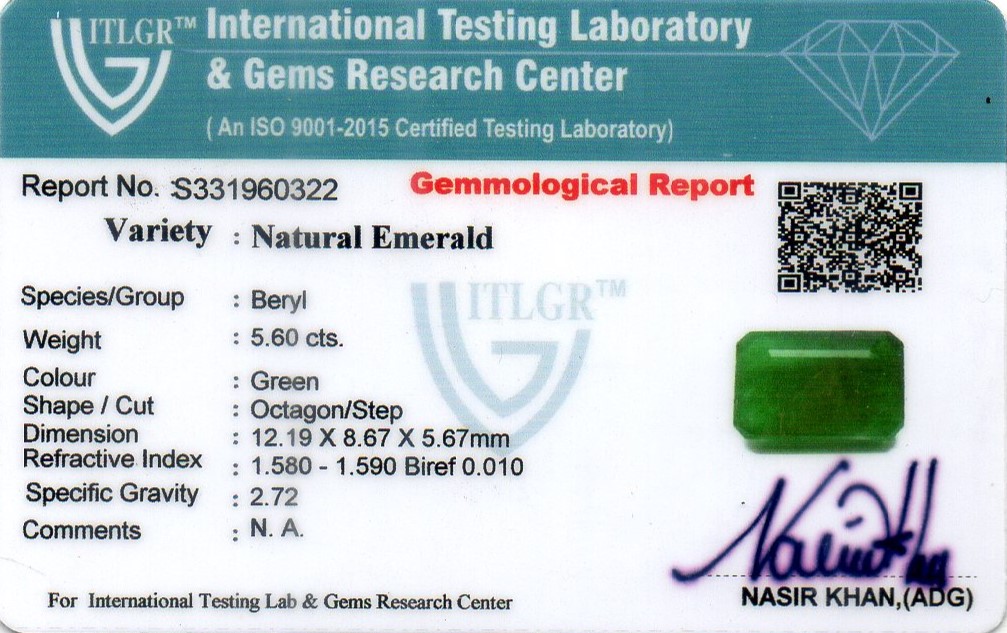 ITLGR™ International Testing Laboratory
& Gems Research Center
( An ISO 9001-2015 Certified Testing Laboratory)
Report No. :S331960322 Gemmological Report
Variety : Natural Emerald
Species/Group : Beryl
ITLGR™
Weight : 5.60 cts.
Colour : Green
Shape / Cut : Octagon/Step
Dimension : 12.19 X 8.67 X 5.67mm
Refractive Index : 1.580 - 1.590 Biref 0.010
Specific Gravity : 2.72
Comments : N. A.
For International Testing Lab & Gems Research Center
NASIR KHAN,(ADG)